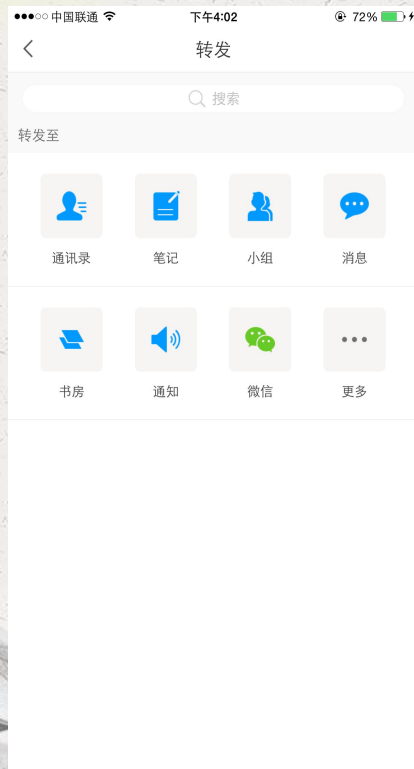 中国联通 下午4:02 72%
转发
搜索
转发至
通讯录 笔记 小组 消息
书房 通知 微信 更多